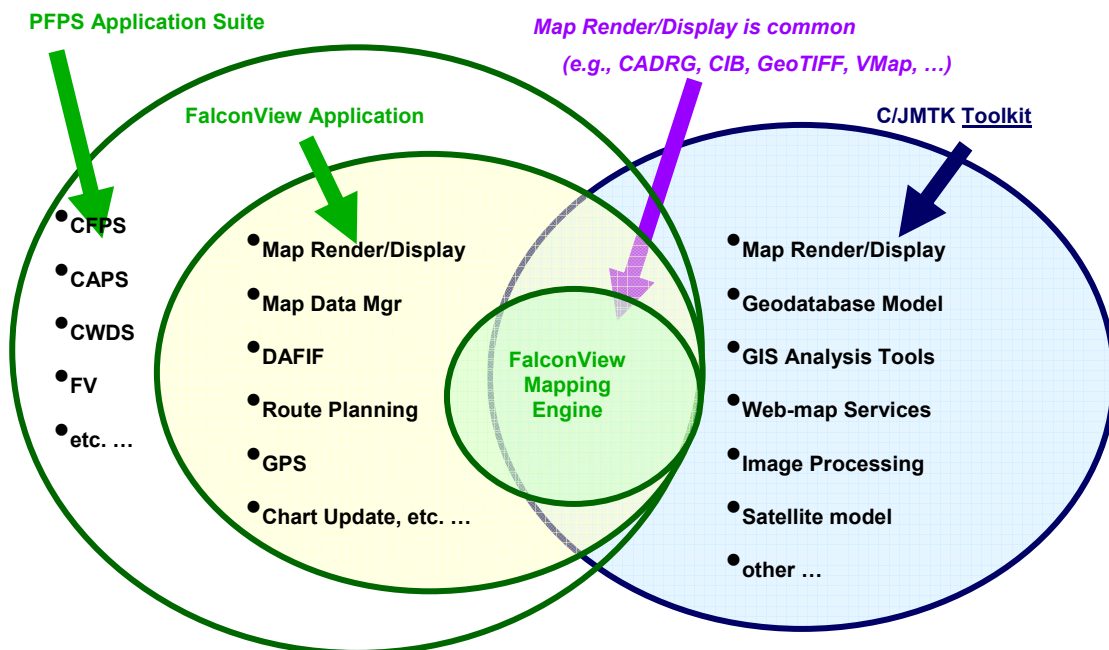 PFPS Application Suite
Map Render/Display is common
(e.g., CADRG, CIB, GeoTIFF, VMap, …)
FalconView Application
C/JMTK Toolkit
•CFPS
•CAPS
•CWDS
•FV
•etc. …
•Map Render/Display
•Map Data Mgr
•DAFIF
•Route Planning
•GPS
•Chart Update, etc. …
FalconView
Mapping
Engine
•Map Render/Display
•Geodatabase Model
•GIS Analysis Tools
•Web-map Services
•Image Processing
•Satellite model
•other …